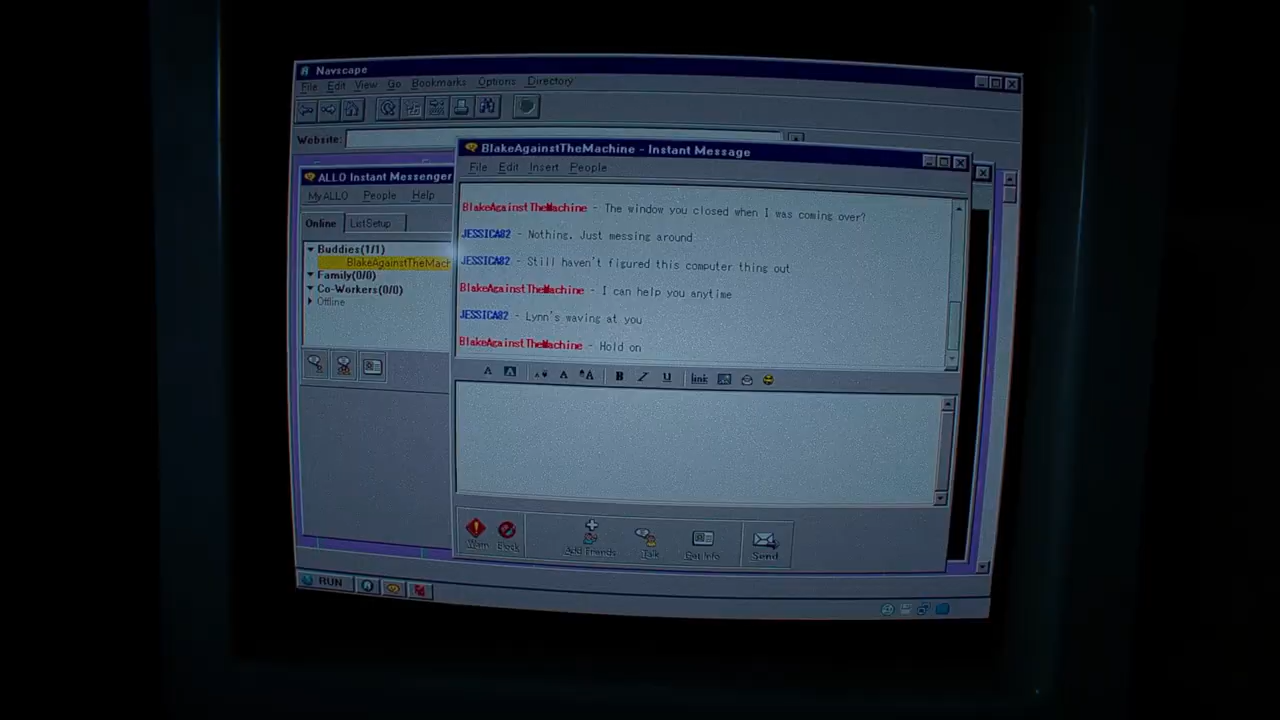 Navscape
File Edit View Go Bookmarks Options Directory
Website:
ALLO Instant Messenger
MyALLO People Help
Online ListSetup
Buddies(1/1)
BlakeAgainstTheMach
Family(0/0)
Co-Workers(0/0)
Offline
BlakeAgainstTheMachine - Instant Message
File Edit Insert People
BlakeAgainstTheMachine - The window you closed when I was coming over?
JESSICA82 - Nothing. Just messing around
JESSICA82 - Still haven't figured this computer thing out
BlakeAgainstTheMachine - I can help you anytime
JESSICA82 - Lynn's waving at you
BlakeAgainstTheMachine - Hold on
A A A A A B I U link
Warn Block Add Friends Talk Get Info Send
RUN